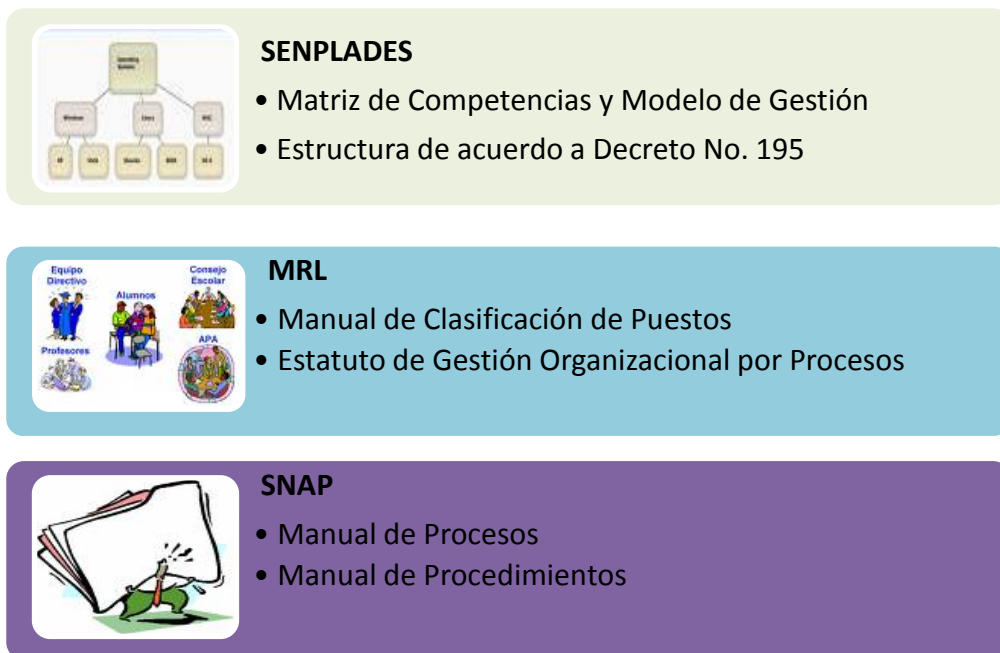 SENPLADES
• Matriz de Competencias y Modelo de Gestión
• Estructura de acuerdo a Decreto No. 195
MRL
• Manual de Clasificación de Puestos
• Estatuto de Gestión Organizacional por Procesos
Equipo
Directivo
Alumnos
Consejo
Escolar
Profesores
APA
SNAP
• Manual de Procesos
• Manual de Procedimientos